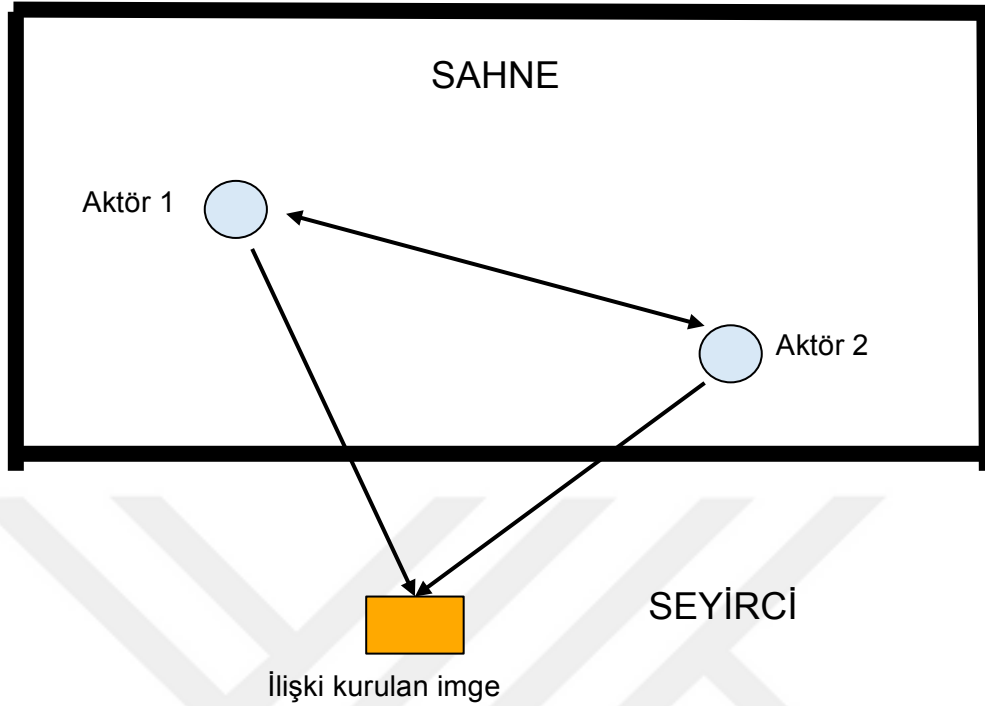 SAHNE
Aktör 1
Aktör 2
SEYİRCİ
İlişki kurulan imge